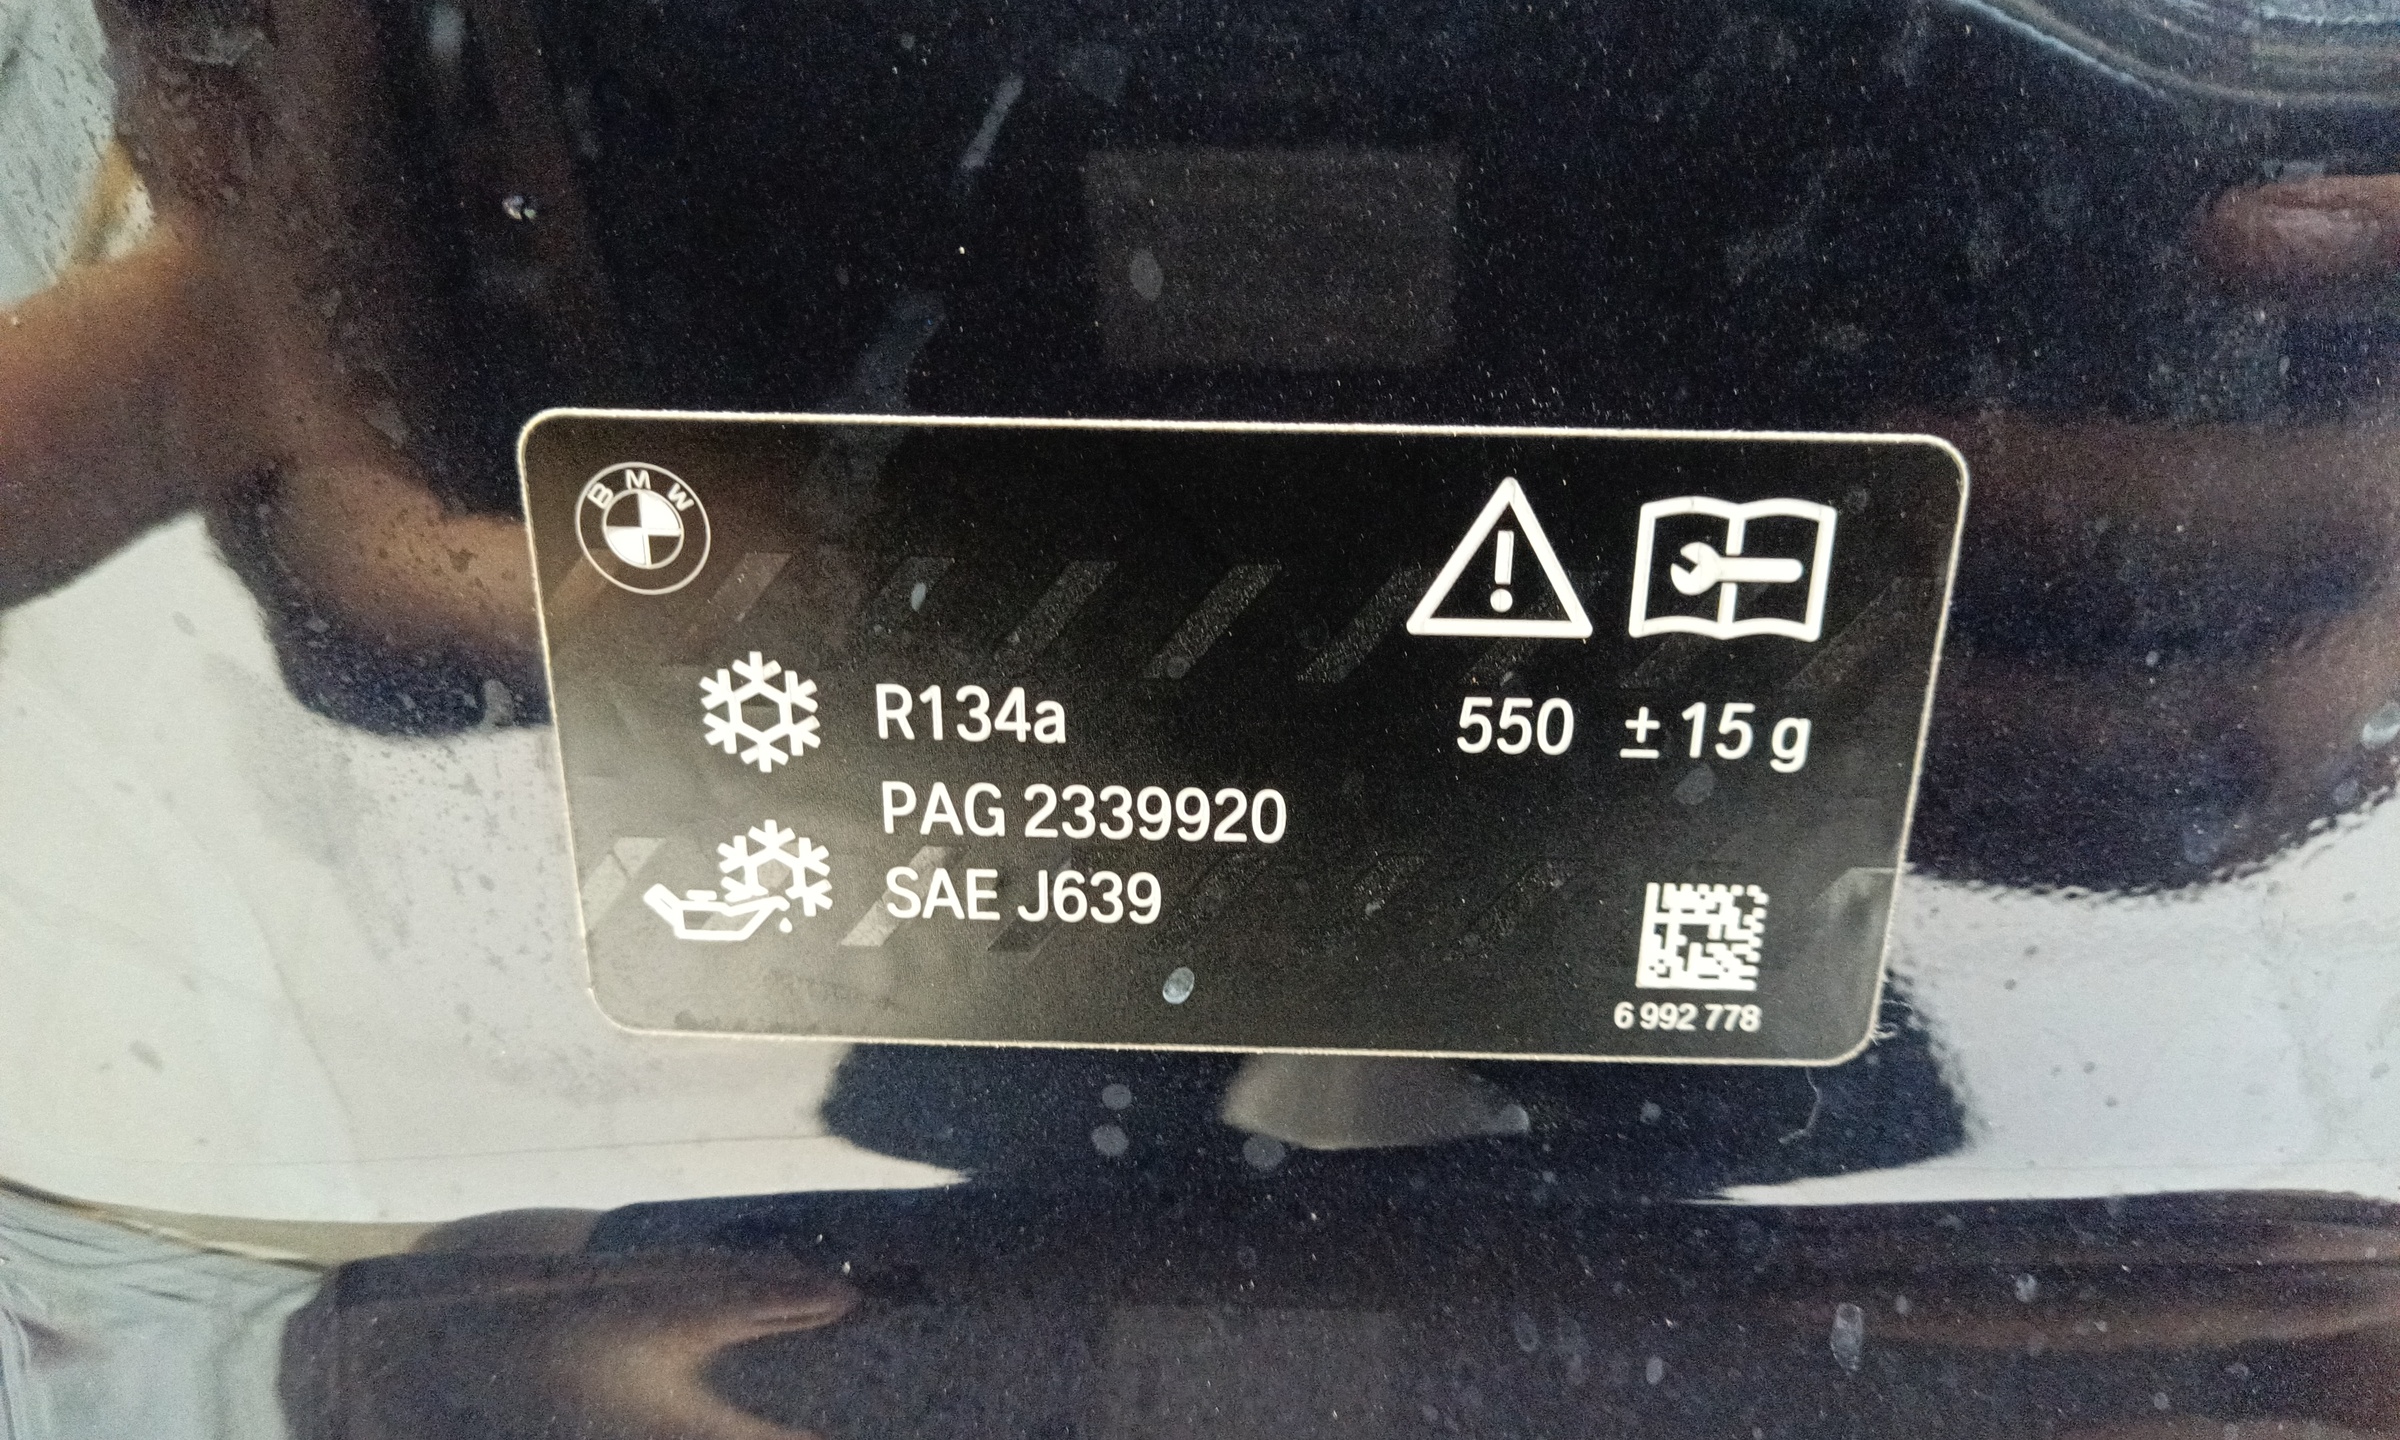 BMW
R134a 550 ± 15 g
PAG 2339920
SAE J639
6 992 778